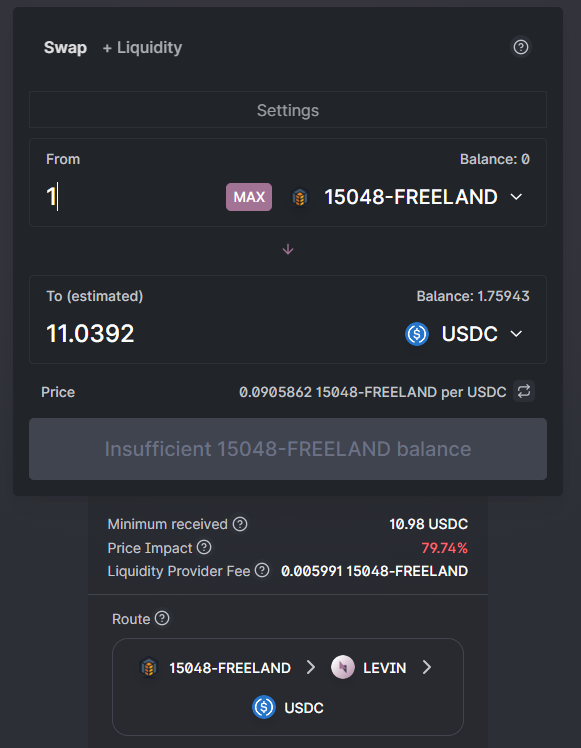 Swap + Liquidity
Settings
From Balance: 0
1 MAX 15048-FREELAND
To (estimated) Balance: 1.75943
11.0392 USDC
Price 0.0905862 15048-FREELAND per USDC
Insufficient 15048-FREELAND balance
Minimum received 10.98 USDC
Price Impact 79.74%
Liquidity Provider Fee 0.005991 15048-FREELAND
Route
15048-FREELAND > LEVIN >
USDC